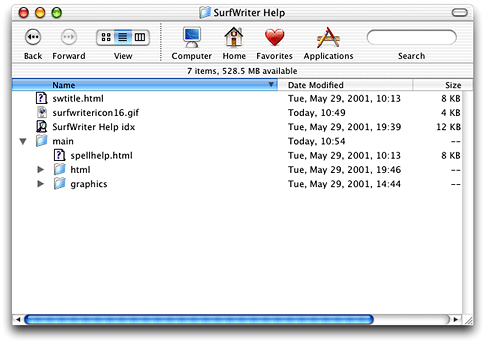 SurfWriter Help
Back Forward View Computer Home Favorites Applications Search
7 items, 528.5 MB available
Name Date Modified Size
swtitle.html Tue, May 29, 2001, 10:13 8 KB
surfwritericon16.gif Today, 10:49 4 KB
SurfWriter Help idx Tue, May 29, 2001, 19:39 12 KB
main Today, 10:54 --
spellhelp.html Tue, May 29, 2001, 10:13 8 KB
html Tue, May 29, 2001, 19:46 --
graphics Tue, May 29, 2001, 14:44 --